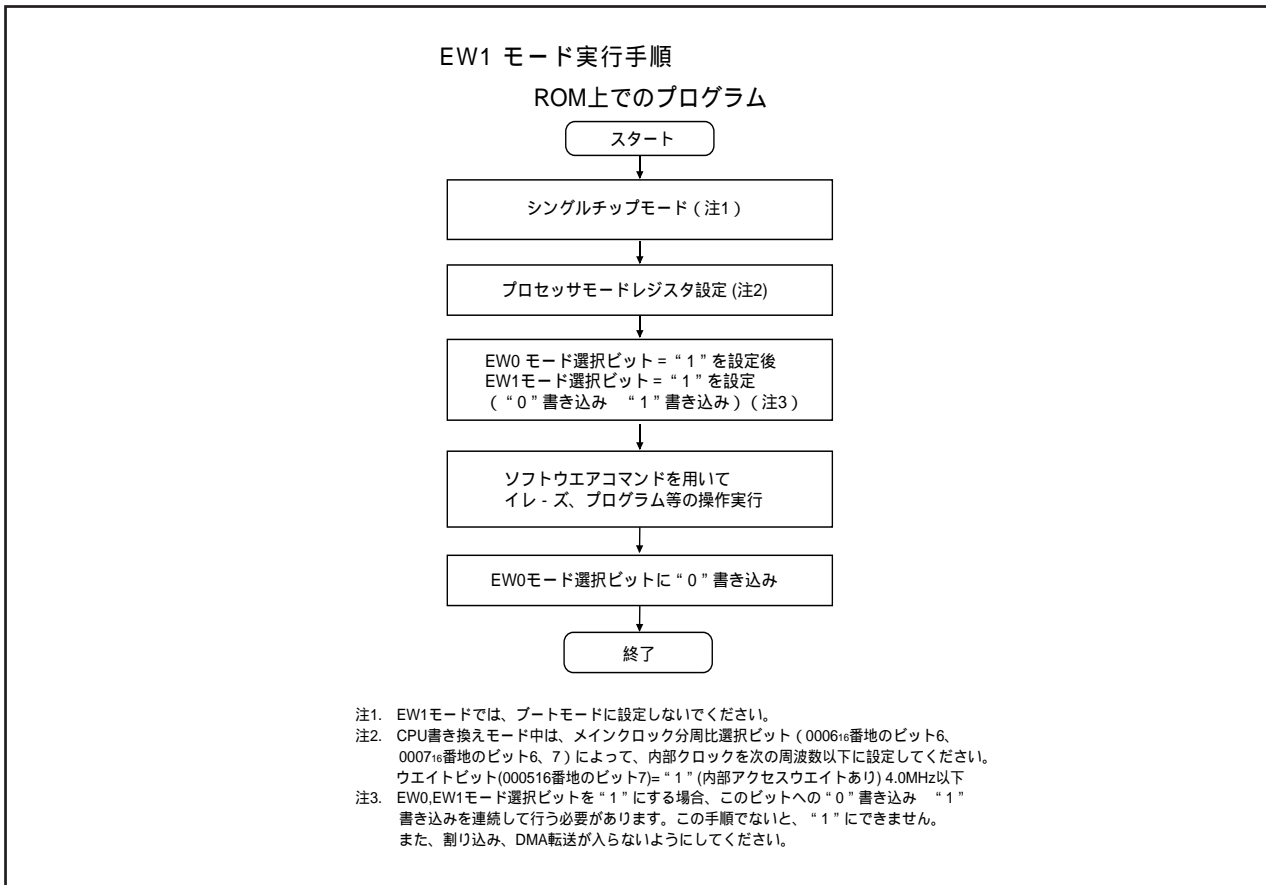 EW1 モード実行手順
ROM上でのプログラム
スタート
シングルチップモード（注1）
プロセッサモードレジスタ設定 (注2)
EW0 モード選択ビット = “ 1 ” を設定後
EW1モード選択ビット = “ 1 ” を設定
（ “ 0 ” 書き込み　 “ 1 ” 書き込み）（注3）
ソフトウエアコマンドを用いて
イレ - ズ、プログラム等の操作実行
EW0モード選択ビットに “ 0 ” 書き込み
終了
注1. EW1モードでは、ブートモードに設定しないでください。
注2. CPU書き換えモード中は、メインクロック分周比選択ビット（000616番地のビット6、
000716番地のビット6、7）によって、内部クロックを次の周波数以下に設定してください。
ウエイトビット(000516番地のビット7)= “ 1 ” (内部アクセスウエイトあり) 4.0MHz以下
注3. EW0,EW1モード選択ビットを “ 1 ” にする場合、このビットへの “ 0 ” 書き込み　 “ 1 ”
書き込みを連続して行う必要があります。この手順でないと、 “ 1 ” にできません。
また、割り込み、DMA転送が入らないようにしてください。